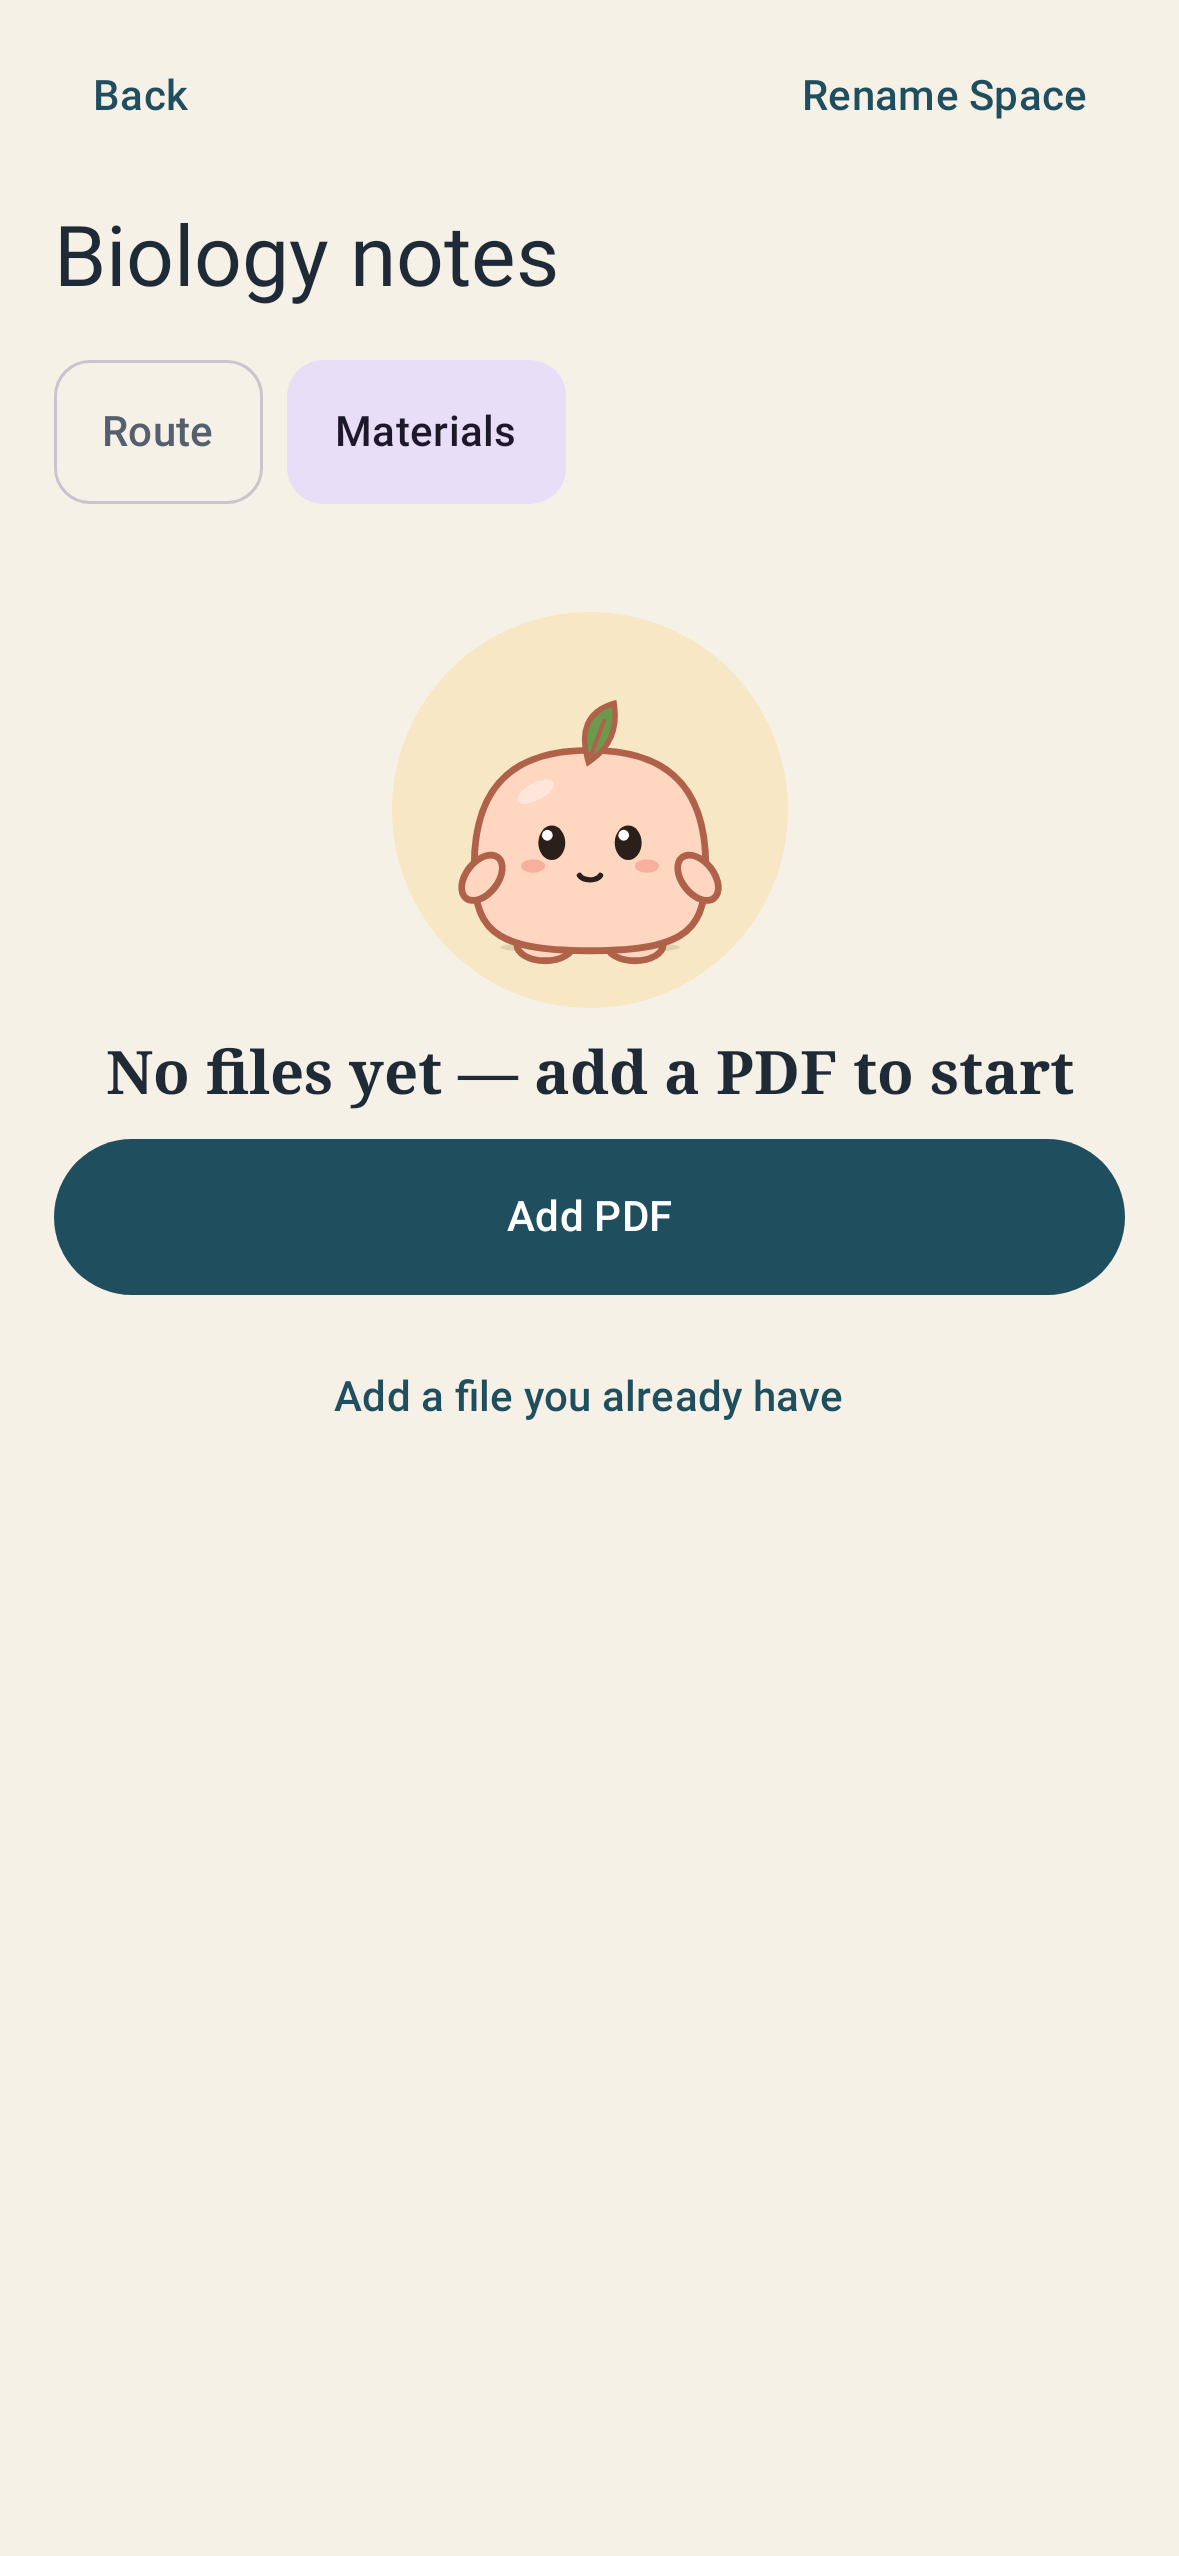 Back
Rename Space
Biology notes
Route
Materials
No files yet — add a PDF to start
Add PDF
Add a file you already have